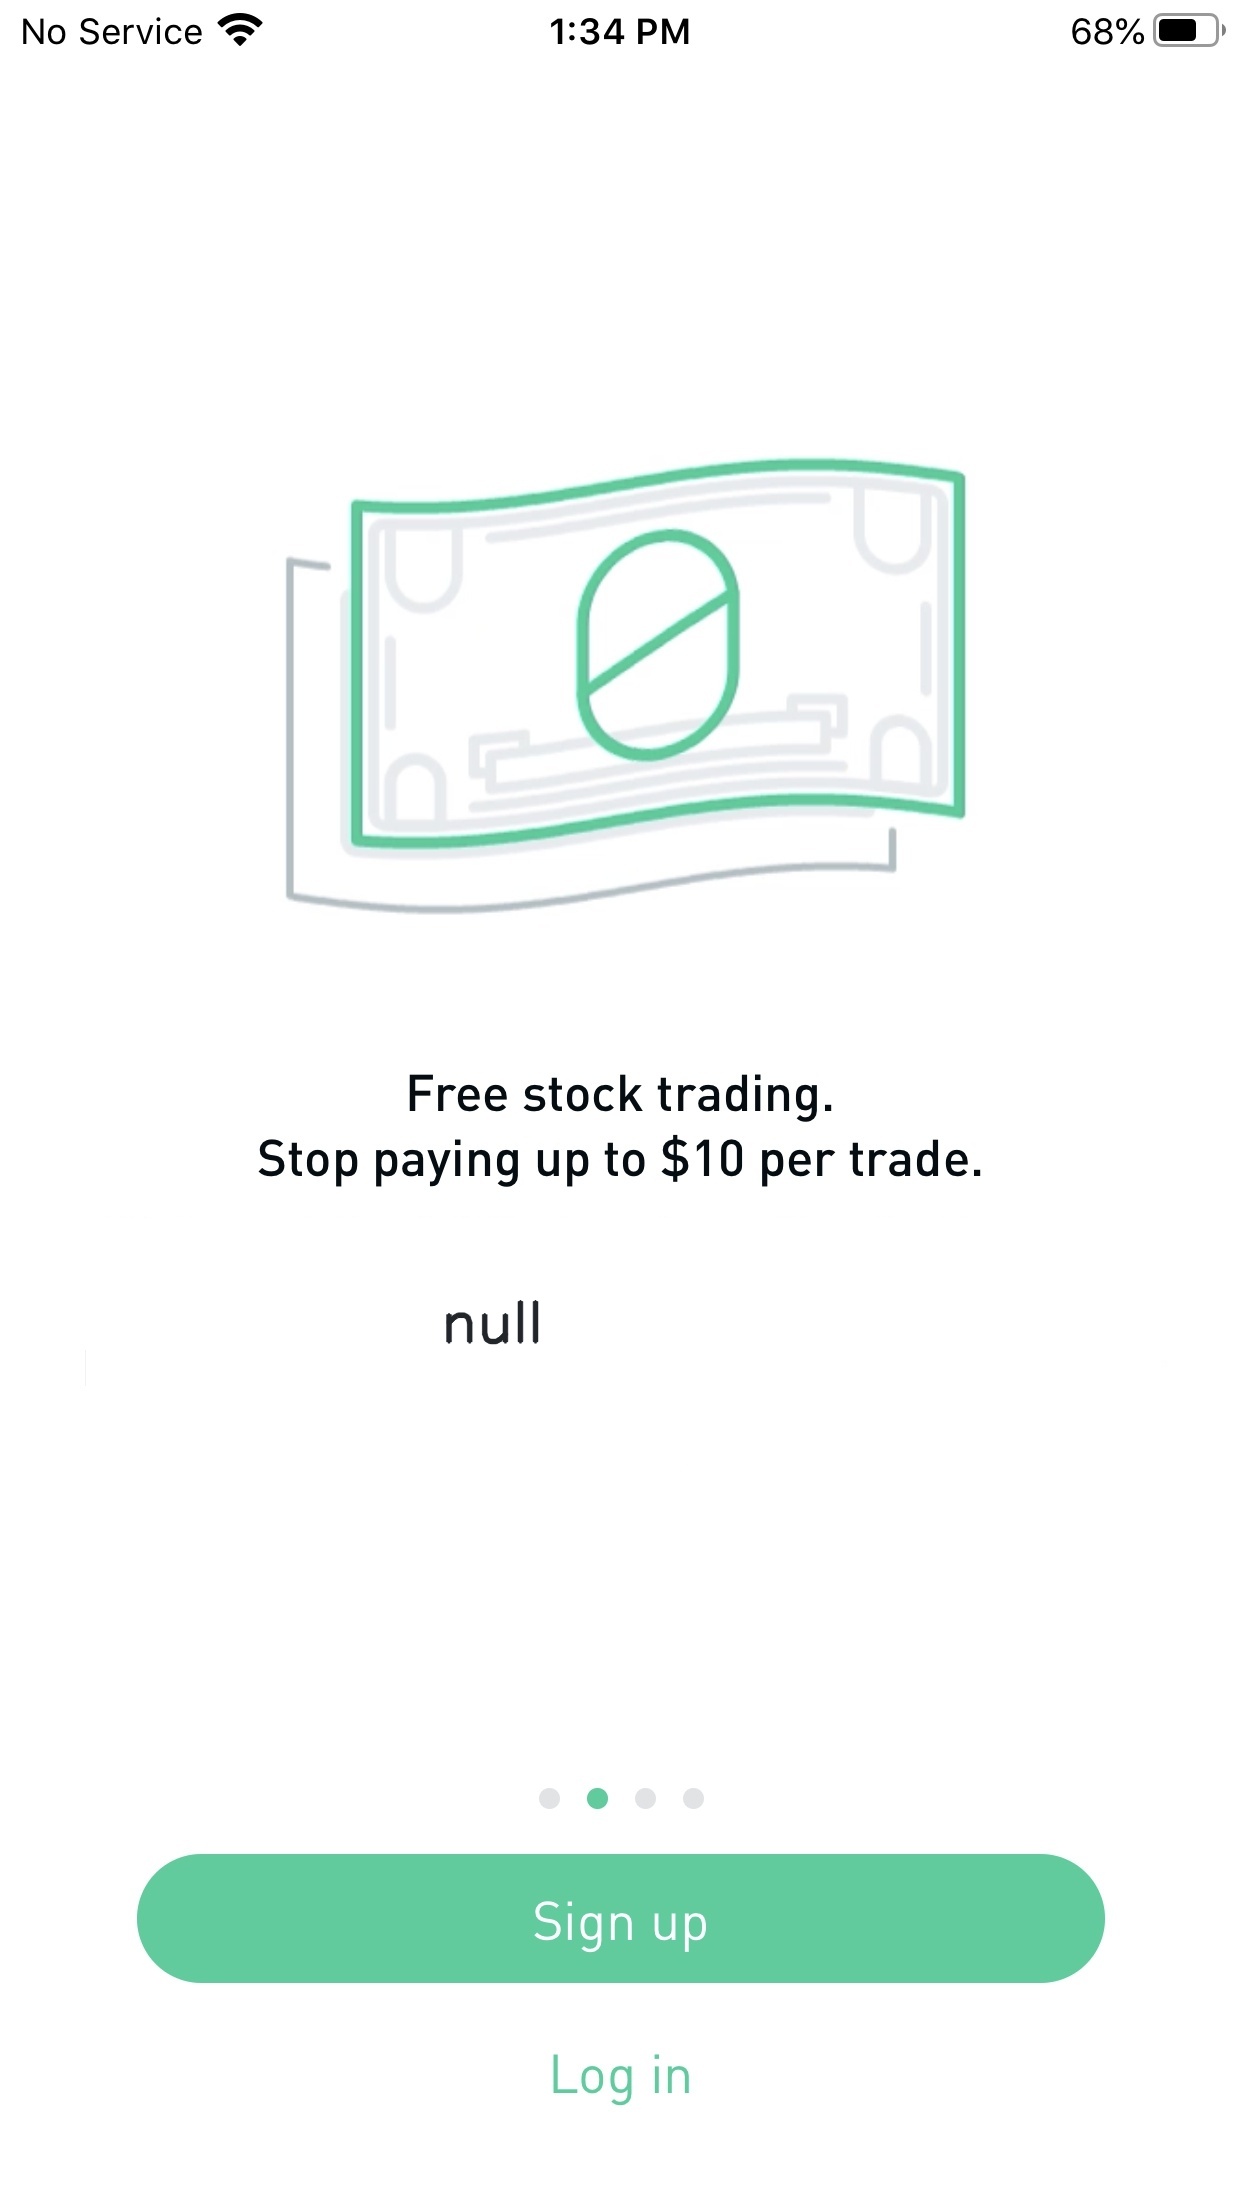 No Service 1:34 PM 68%
Free stock trading.
Stop paying up to $10 per trade.
null
Sign up
Log in